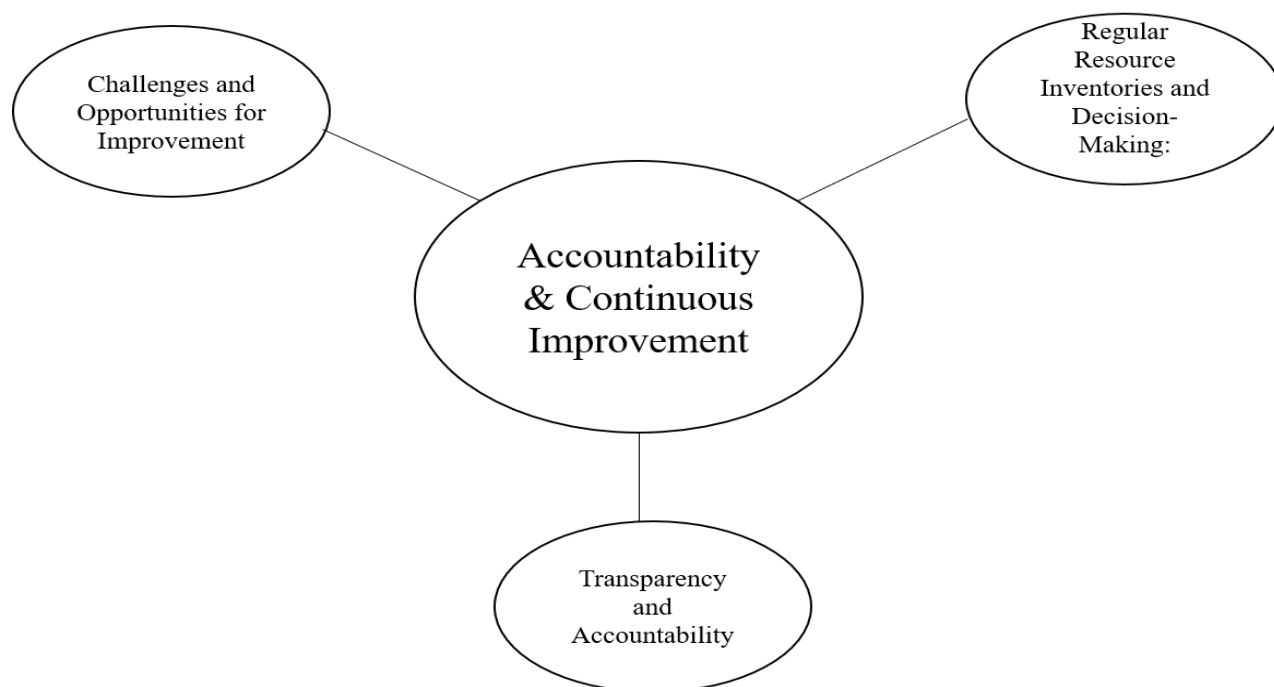 Challenges and
Opportunities for
Improvement
Regular
Resource
Inventories and
Decision-
Making:
Accountability
& Continuous
Improvement
Transparency
and
Accountability